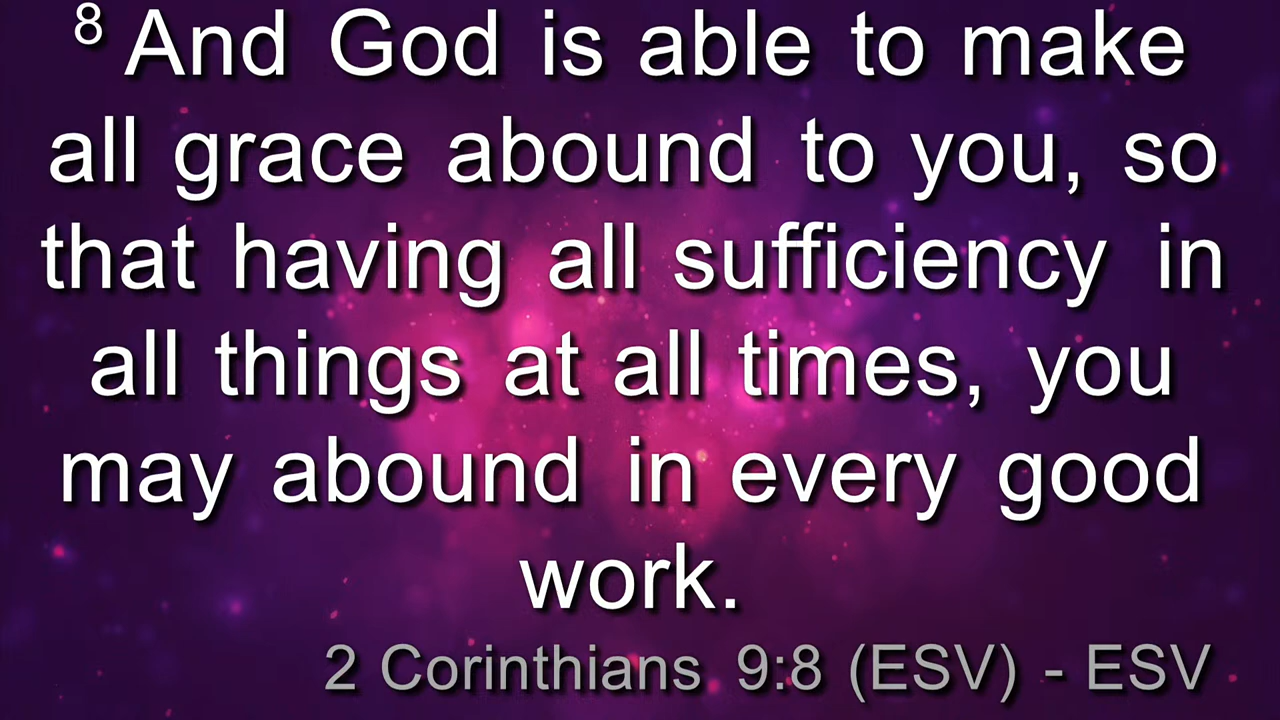 8 And God is able to make
all grace abound to you, so
that having all sufficiency in
all things at all times, you
may abound in every good
work.
2 Corinthians 9:8 (ESV) - ESV